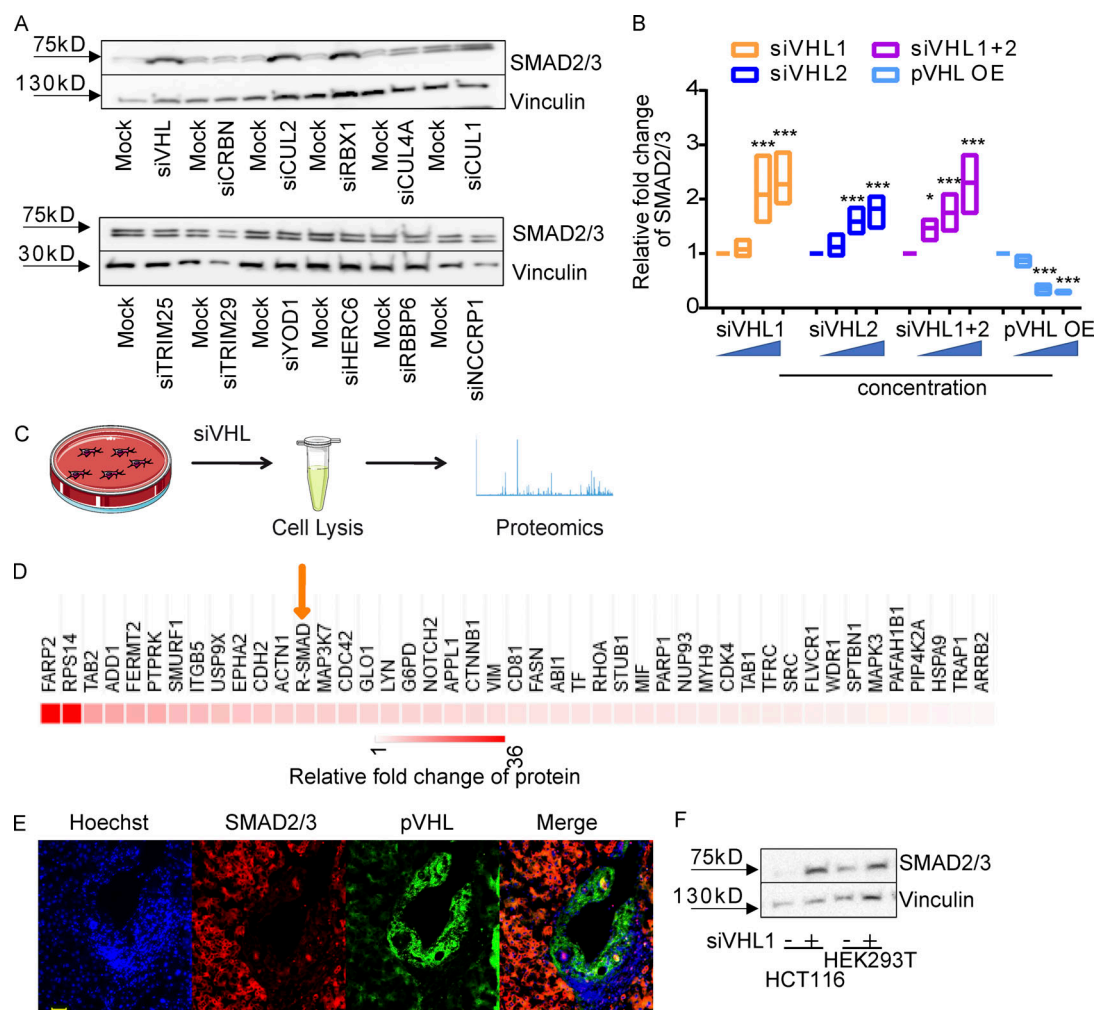 A
75kD
SMAD2/3
130kD
Vinculin
Mock
siVHL
Mock
siCRBN
Mock
siCUL2
Mock
siRBX1
Mock
siCUL4A
Mock
siCUL1
75kD
SMAD2/3
30kD
Vinculin
Mock
siTRIM25
Mock
siTRIM29
Mock
siYOD1
Mock
siHERC6
Mock
siRBBP6
Mock
siNCCRP1
B
siVHL1
siVHL1+2
siVHL2
pVHL OE
Relative fold change
of SMAD2/3
4
3
2
1
0
*** ***
*** ***
* *** ***
*** ***
siVHL1 siVHL2 siVHL1+2 pVHL OE
concentration
C
siVHL
Cell Lysis
Proteomics
D
FARP2
RPS14
TAB2
ADD1
FERMT2
PTPRK
SMURF1
ITGB5
USP9X
EPHA2
CDH2
ACTN1
R-SMAD
MAP3K7
CDC42
GLO1
LYN
G6PD
NOTCH2
APPL1
CTNNB1
VIM
CD81
FASN
ABI1
TF
RHOA
STUB1
MIF
PARP1
NUP93
MYH9
CDK4
TAB1
TFRC
SRC
FLVCR1
WDR1
SPTBN1
MAPK3
PAFAH1B1
PIP4K2A
HSPA9
TRAP1
ARRB2
1
36
Relative fold change of protein
E
Hoechst SMAD2/3 pVHL Merge
F
75kD
SMAD2/3
130kD
Vinculin
siVHL1 - + - +
HCT116
HEK293T